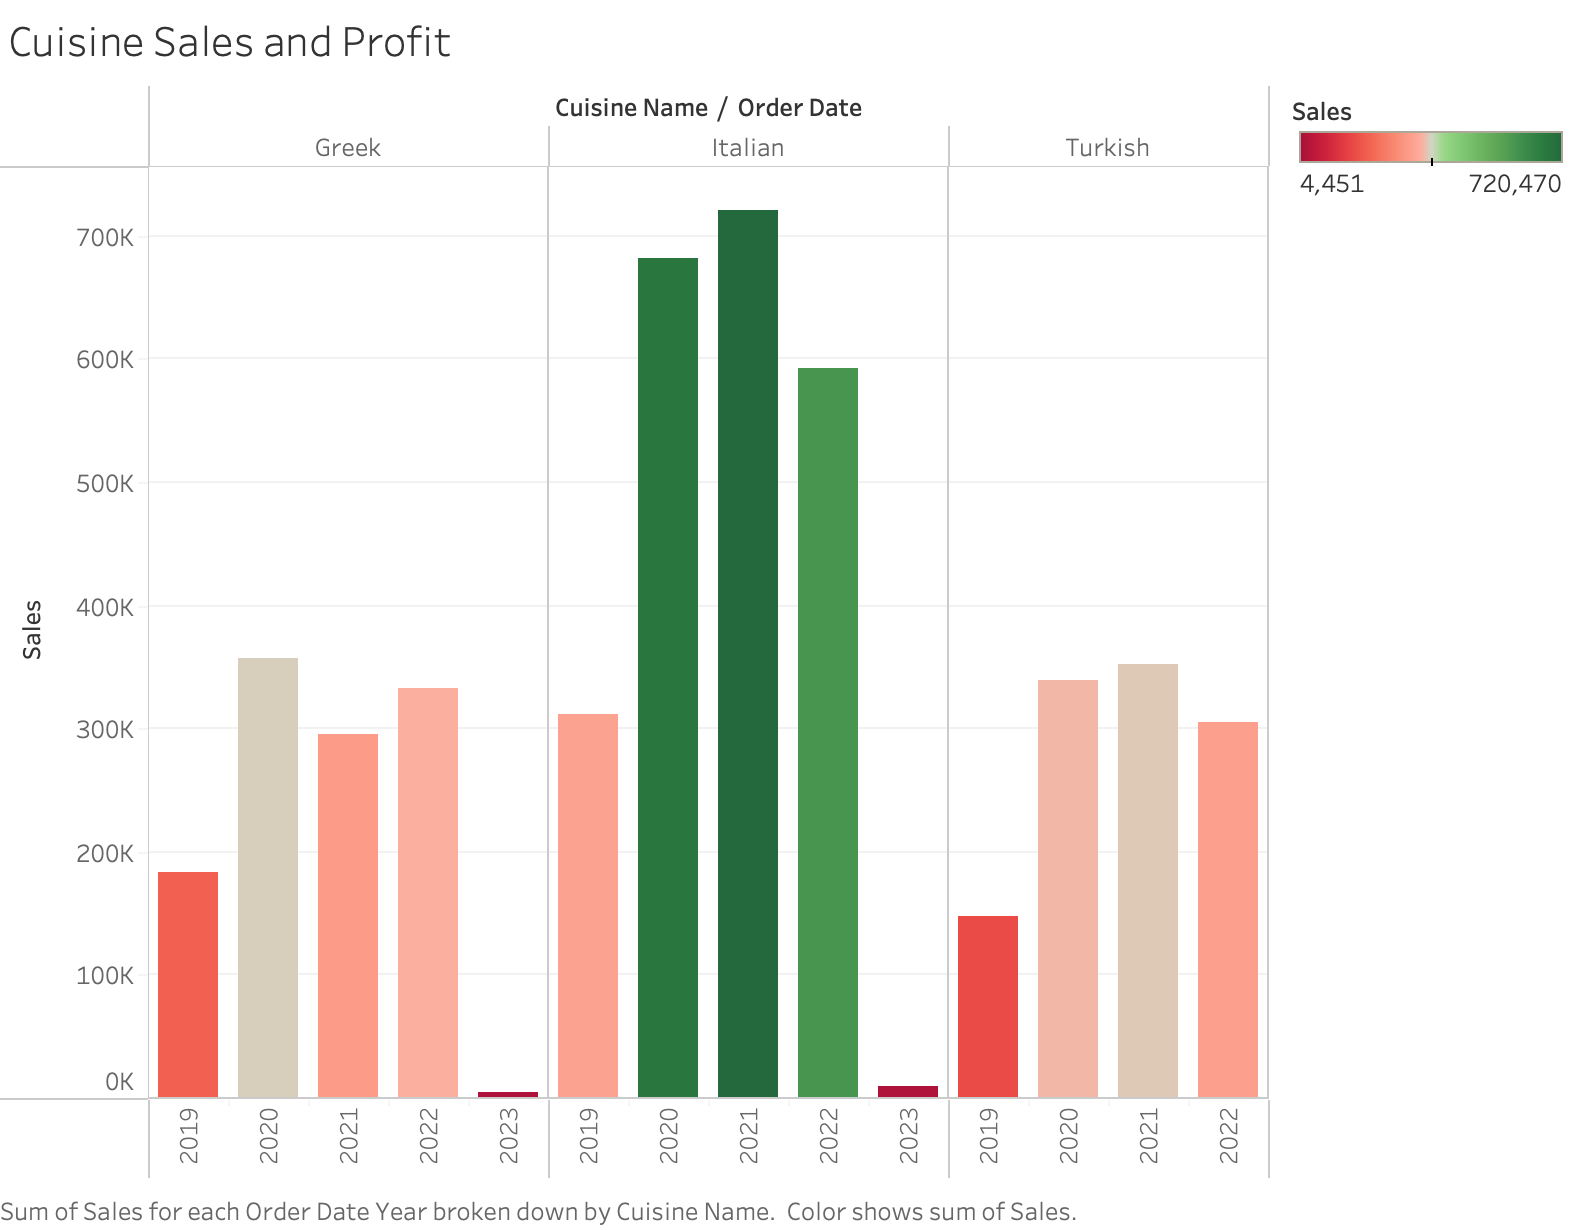 Cuisine Sales and Profit
Cuisine Name / Order Date
Greek Italian Turkish
Sales
4,451 720,470
700K
600K
500K
400K
300K
200K
100K
0K
Sales
2019 2020 2021 2022 2023 2019 2020 2021 2022 2023 2019 2020 2021 2022
Sum of Sales for each Order Date Year broken down by Cuisine Name.  Color shows sum of Sales.